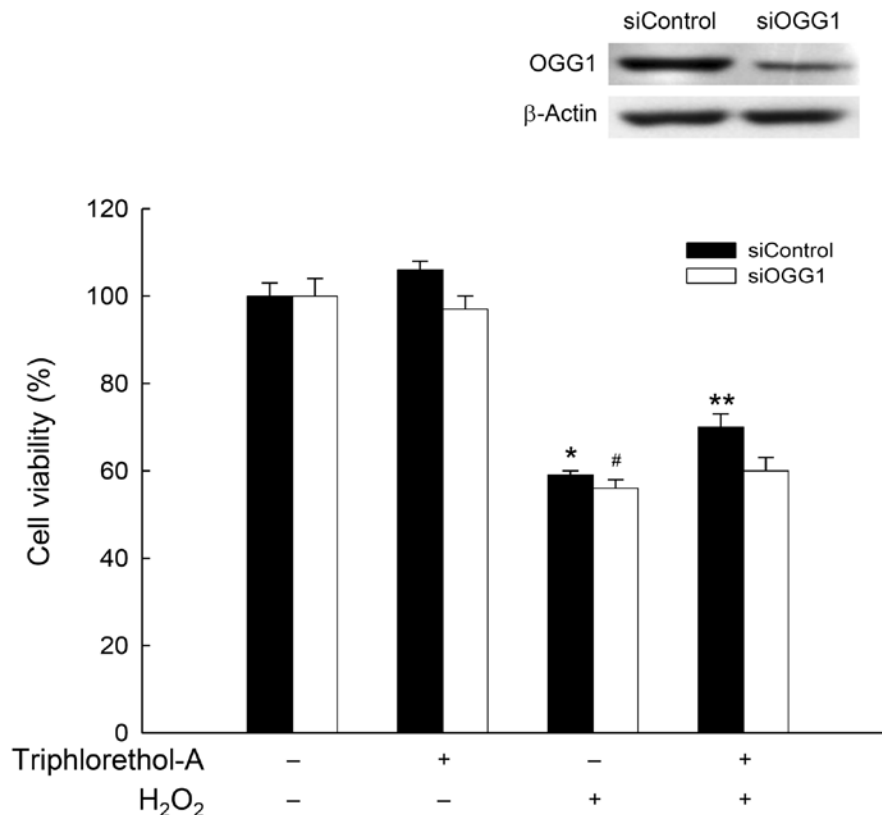 siControl siOGG1
OGG1
β-Actin
120
100
80
60
40
20
0
Cell viability (%)
siControl
siOGG1
*
#
**
Triphlorethol-A – + – +
H₂O₂ – – + +